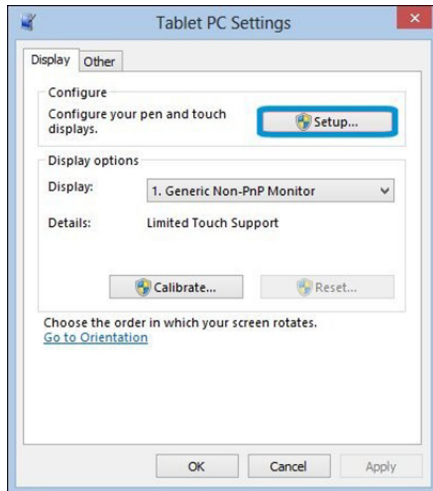 Tablet PC Settings
Display Other
Configure
Configure your pen and touch
displays.
Setup...
Display options
Display: 1. Generic Non-PnP Monitor
Details: Limited Touch Support
Calibrate... Reset...
Choose the order in which your screen rotates.
Go to Orientation
OK Cancel Apply